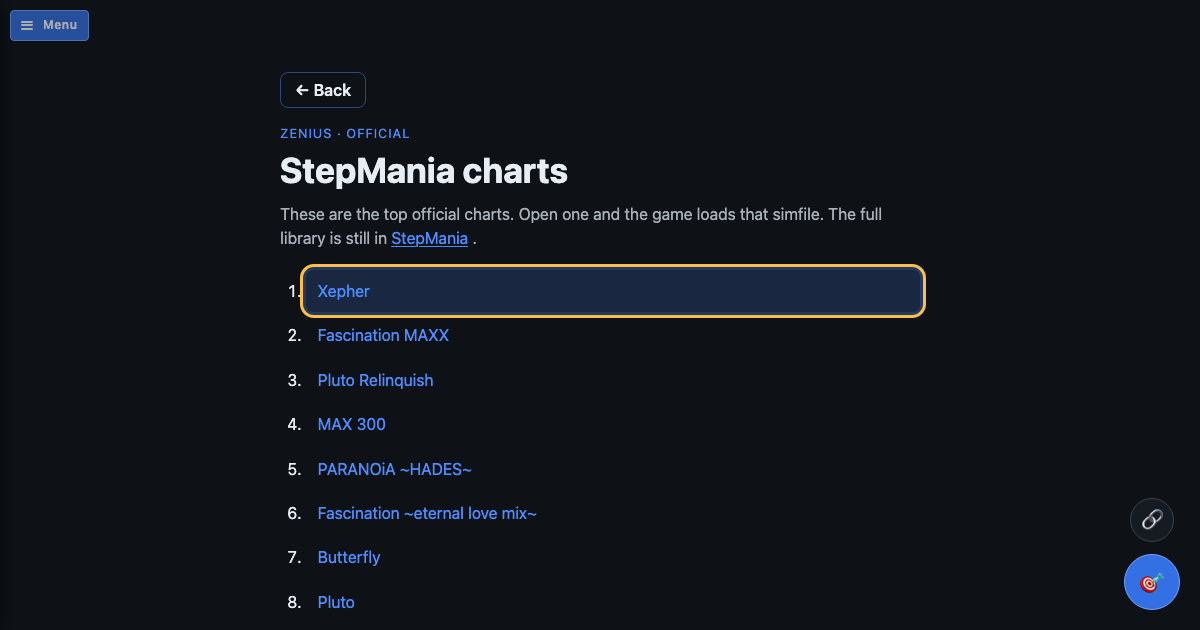 Menu
← Back
ZENIUS · OFFICIAL
StepMania charts
These are the top official charts. Open one and the game loads that simfile. The full
library is still in StepMania .
1. Xepher
2. Fascination MAXX
3. Pluto Relinquish
4. MAX 300
5. PARANOiA ~HADES~
6. Fascination ~eternal love mix~
7. Butterfly
8. Pluto